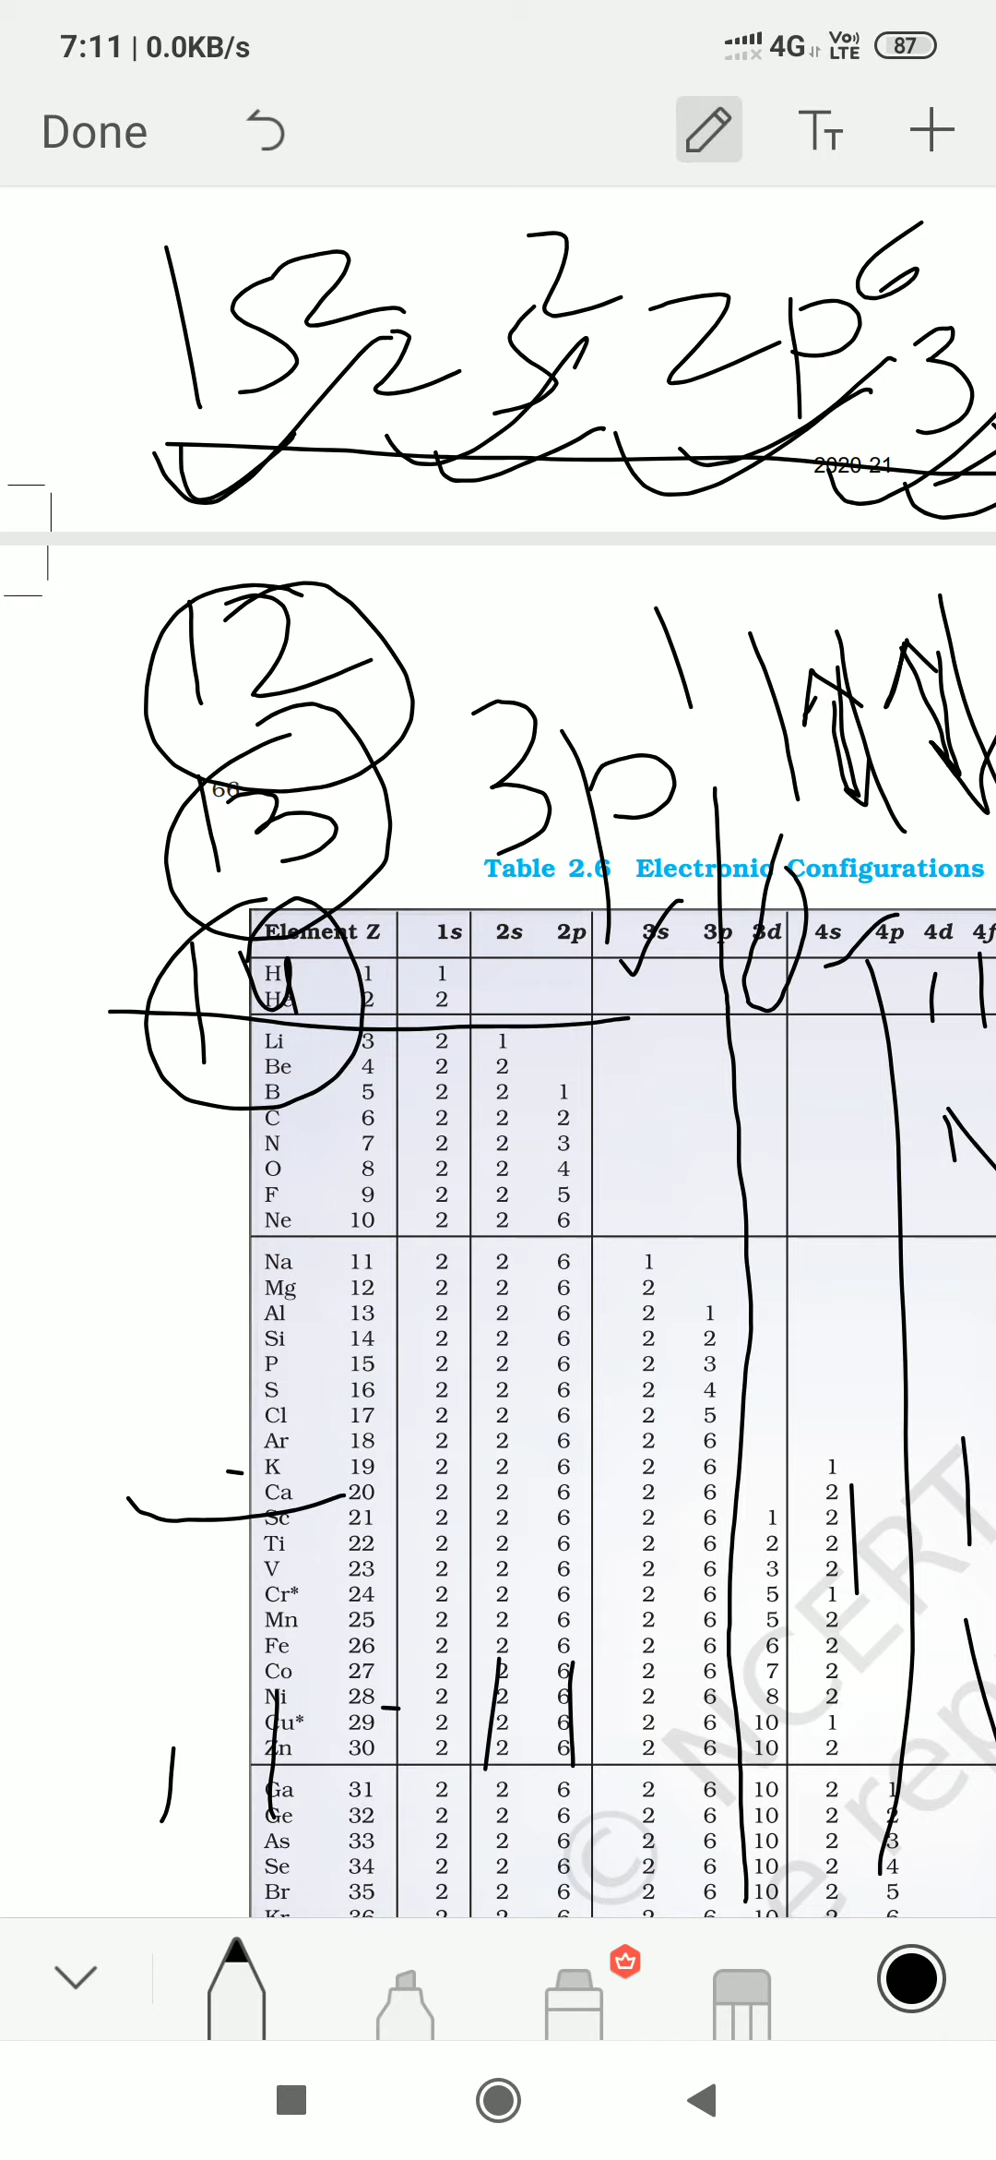 7:11 | 0.0KB/s 4G Vo)) LTE 87
Done TT
1s² 2s² 2p⁶ 3
2020-21
12
3p
13
66
Table 2.6 Electronic Configurations
Element Z 1s 2s 2p 3s 3p 3d 4s 4p 4d 4f
H 1 1
He 2 2
Li 3 2 1
Be 4 2 2
B 5 2 2 1
C 6 2 2 2
N 7 2 2 3
O 8 2 2 4
F 9 2 2 5
Ne 10 2 2 6
Na 11 2 2 6 1
Mg 12 2 2 6 2
Al 13 2 2 6 2 1
Si 14 2 2 6 2 2
P 15 2 2 6 2 3
S 16 2 2 6 2 4
Cl 17 2 2 6 2 5
Ar 18 2 2 6 2 6
K 19 2 2 6 2 6 1
Ca 20 2 2 6 2 6 2
Sc 21 2 2 6 2 6 1 2
Ti 22 2 2 6 2 6 2 2
V 23 2 2 6 2 6 3 2
Cr* 24 2 2 6 2 6 5 1
Mn 25 2 2 6 2 6 5 2
Fe 26 2 2 6 2 6 6 2
Co 27 2 2 6 2 6 7 2
Ni 28 2 2 6 2 6 8 2
Cu* 29 2 2 6 2 6 10 1
Zn 30 2 2 6 2 6 10 2
Ga 31 2 2 6 2 6 10 2 1
Ge 32 2 2 6 2 6 10 2 2
As 33 2 2 6 2 6 10 2 3
Se 34 2 2 6 2 6 10 2 4
Br 35 2 2 6 2 6 10 2 5
Kr 36 2 2 6 2 6 10 2 6
© NCERT